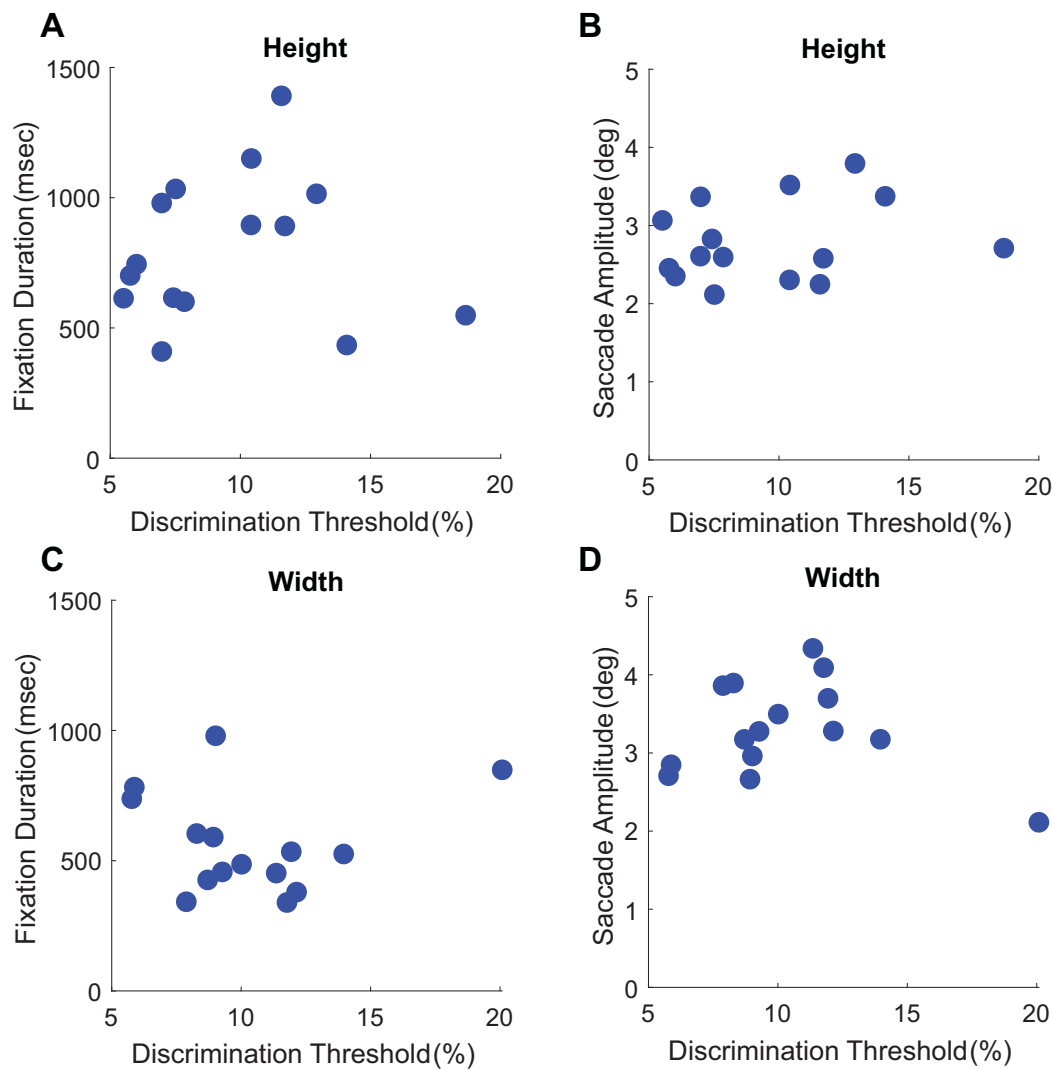 A
Height
1500
1000
500
0
Fixation Duration (msec)
5 10 15 20
Discrimination Threshold (%)
B
Height
5
4
3
2
1
0
Saccade Amplitude (deg)
5 10 15 20
Discrimination Threshold (%)
C
Width
1500
1000
500
0
Fixation Duration (msec)
5 10 15 20
Discrimination Threshold (%)
D
Width
5
4
3
2
1
0
Saccade Amplitude (deg)
5 10 15 20
Discrimination Threshold (%)